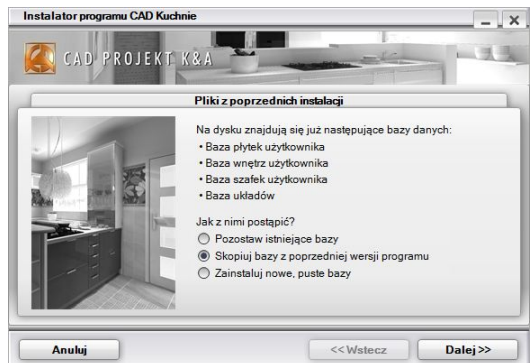 Instalator programu CAD Kuchnie
CAD PROJEKT K&A
Pliki z poprzednich instalacji
Na dysku znajdują się już następujące bazy danych:
• Baza płytek użytkownika
• Baza wnętrz użytkownika
• Baza szafek użytkownika
• Baza układów
Jak z nimi postąpić?
Pozostaw istniejące bazy
Skopiuj bazy z poprzedniej wersji programu
Zainstaluj nowe, puste bazy
Anuluj
<< Wstecz
Dalej >>